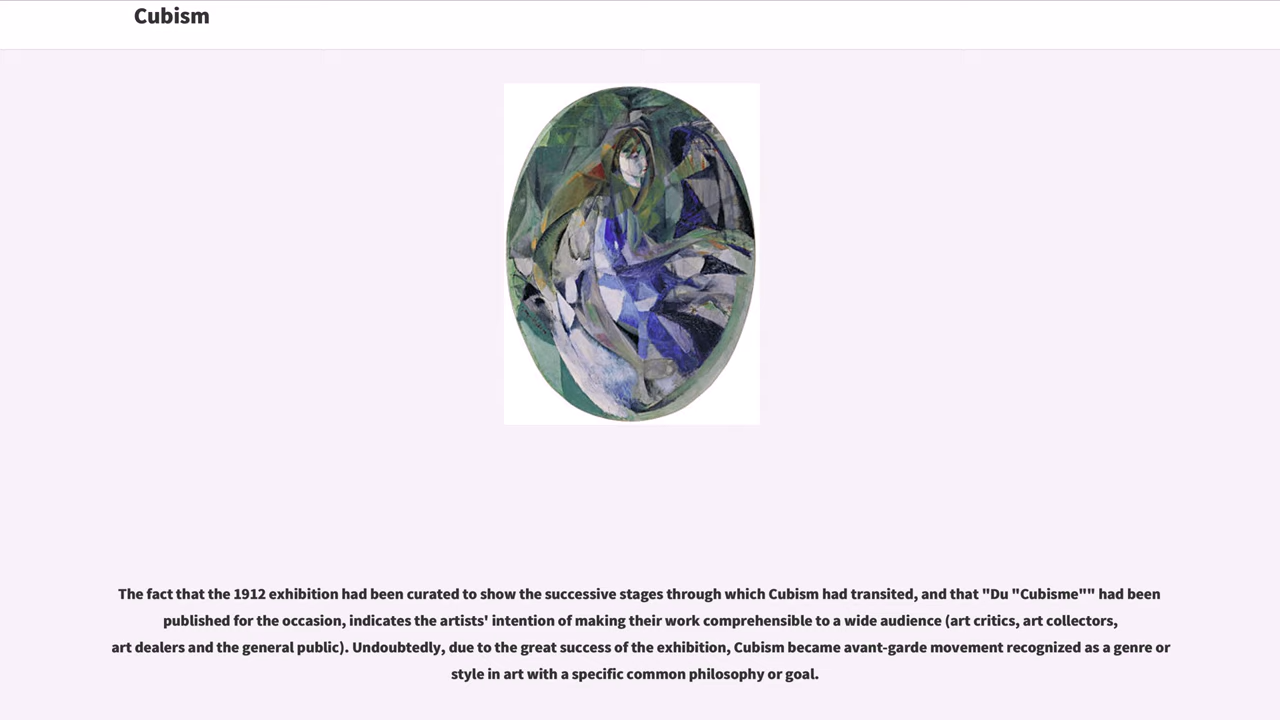 Cubism
The fact that the 1912 exhibition had been curated to show the successive stages through which Cubism had transited, and that "Du "Cubisme"" had been
published for the occasion, indicates the artists' intention of making their work comprehensible to a wide audience (art critics, art collectors,
art dealers and the general public). Undoubtedly, due to the great success of the exhibition, Cubism became avant-garde movement recognized as a genre or
style in art with a specific common philosophy or goal.